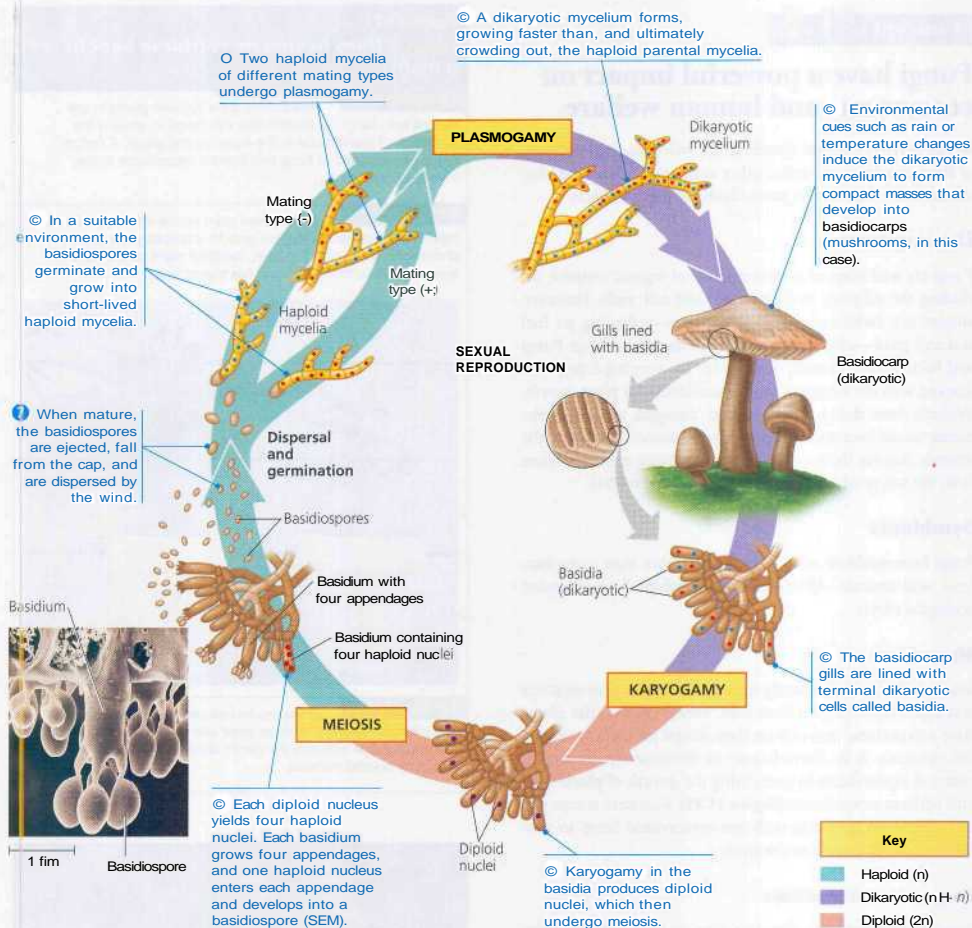 © A dikaryotic mycelium forms,
growing faster than, and ultimately
crowding out, the haploid parental mycelia.
O Two haploid mycelia
of different mating types
undergo plasmogamy.
PLASMOGAMY
Dikaryotic
mycelium
© Environmental
cues such as rain or
temperature changes
induce the dikaryotic
mycelium to form
compact masses that
develop into
basidiocarps
(mushrooms, in this
case).
Mating
type (-)
Mating
type (+;
© In a suitable
environment, the
basidiospores
germinate and
grow into
short-lived
haploid mycelia.
Haploid
mycelia
Gills lined
with basidia
SEXUAL
REPRODUCTION
Basidiocarp
(dikaryotic)
When mature,
the basidiospores
are ejected, fall
from the cap, and
are dispersed by
the wind.
Dispersal
and
germination
Basidiospores
Basidium with
four appendages
Basidium containing
four haploid nuclei
Basidia
(dikaryotic)
Basidium
© The basidiocarp
gills are lined with
terminal dikaryotic
cells called basidia.
KARYOGAMY
MEIOSIS
© Each diploid nucleus
yields four haploid
nuclei. Each basidium
grows four appendages,
and one haploid nucleus
enters each appendage
and develops into a
basidiospore (SEM).
1 fim
Basidiospore
Diploid
nuclei
© Karyogamy in the
basidia produces diploid
nuclei, which then
undergo meiosis.
Key
Haploid (n)
Dikaryotic (n H- n)
Diploid (2n)